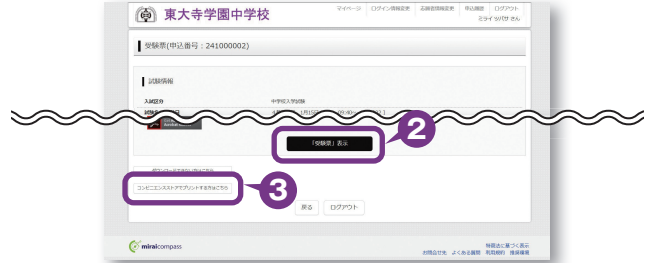 東大寺学園中学校
マイページ ログイン情報変更 志願者情報変更 申込履歴 ログアウト
ミライ ツバサ さん
受験票(申込番号：241000002)
試験情報
入試区分 中学校入学試験
2
「受験票」表示
コンビニエンスストアでプリントする方はこちら
3
戻る ログアウト
miraicompass
特商法に基づく表示
お問合せ先 よくある質問 利用規約 推奨環境